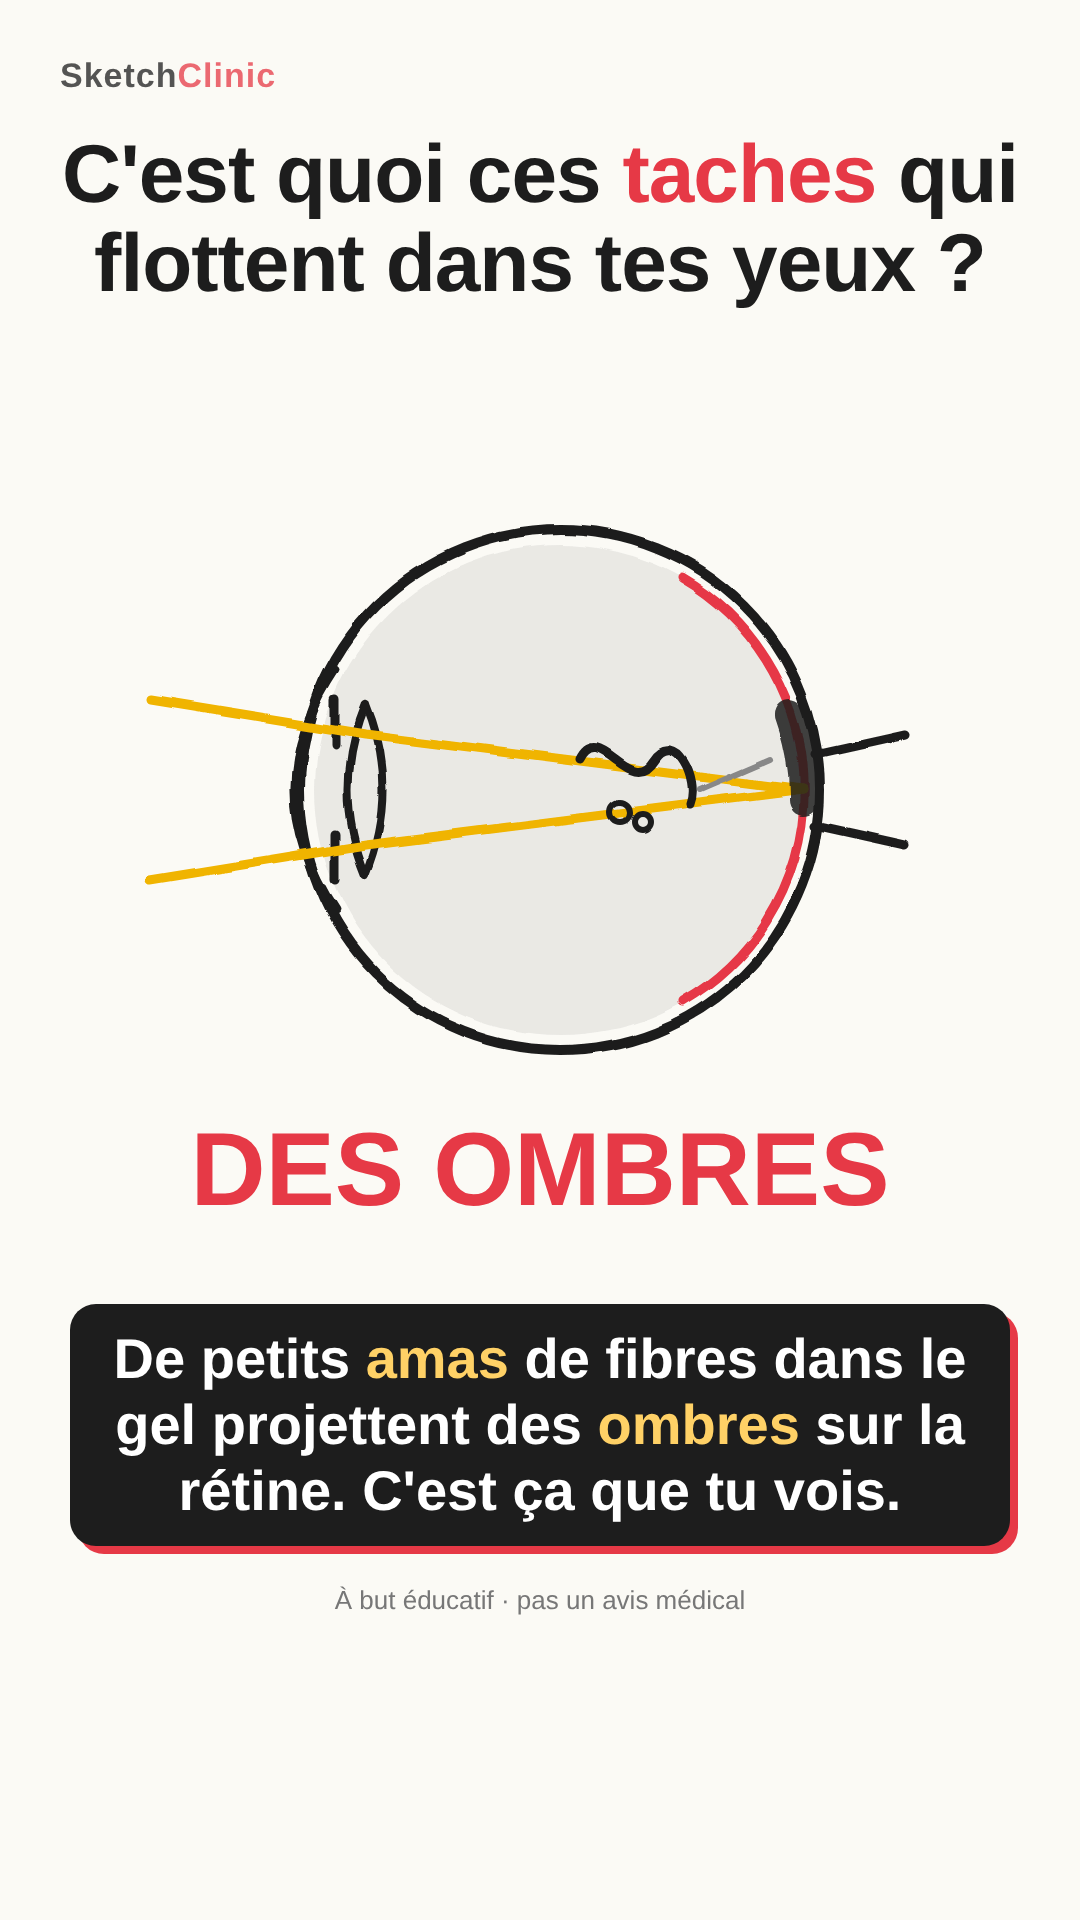 SketchClinic
C'est quoi ces taches qui
flottent dans tes yeux ?
DES OMBRES
De petits amas de fibres dans le
gel projettent des ombres sur la
rétine. C'est ça que tu vois.
À but éducatif · pas un avis médical